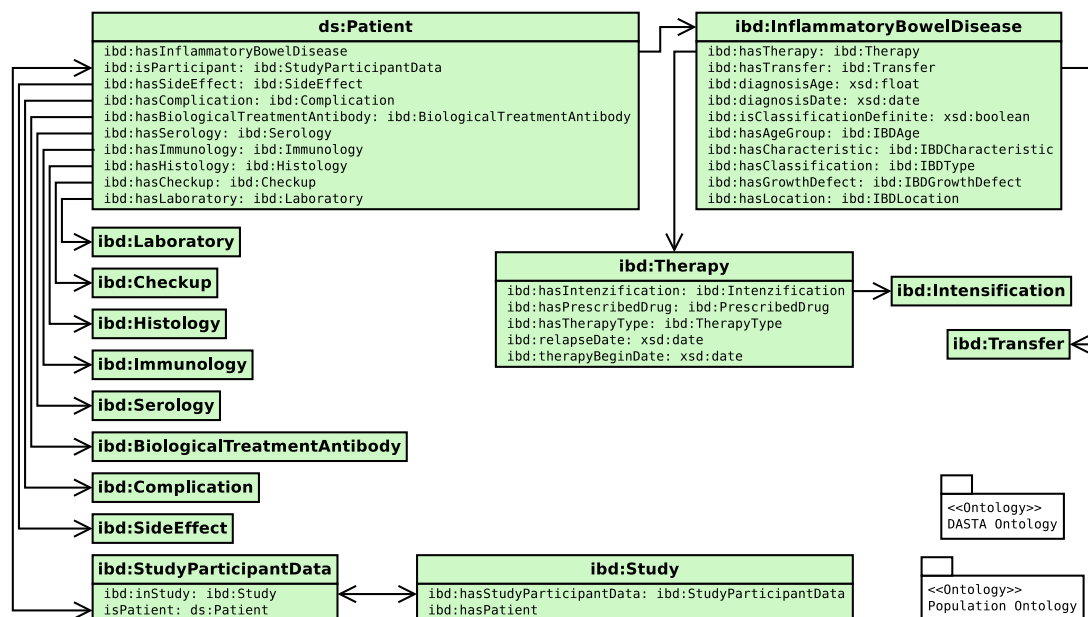 ds:Patient
ibd:hasInflammatoryBowelDisease
ibd:isParticipant: ibd:StudyParticipantData
ibd:hasSideEffect: ibd:SideEffect
ibd:hasComplication: ibd:Complication
ibd:hasBiologicalTreatmentAntibody: ibd:BiologicalTreatmentAntibody
ibd:hasSerology: ibd:Serology
ibd:hasImmunology: ibd:Immunology
ibd:hasHistology: ibd:Histology
ibd:hasCheckup: ibd:Checkup
ibd:hasLaboratory: ibd:Laboratory
ibd:InflammatoryBowelDisease
ibd:hasTherapy: ibd:Therapy
ibd:hasTransfer: ibd:Transfer
ibd:diagnosisAge: xsd:float
ibd:diagnosisDate: xsd:date
ibd:isClassificationDefinite: xsd:boolean
ibd:hasAgeGroup: ibd:IBDAge
ibd:hasCharacteristic: ibd:IBDCharacteristic
ibd:hasClassification: ibd:IBDType
ibd:hasGrowthDefect: ibd:IBDGrowthDefect
ibd:hasLocation: ibd:IBDLocation
ibd:Laboratory
ibd:Checkup
ibd:Histology
ibd:Immunology
ibd:Serology
ibd:BiologicalTreatmentAntibody
ibd:Complication
ibd:SideEffect
ibd:Therapy
ibd:hasIntenzification: ibd:Intenzification
ibd:hasPrescribedDrug: ibd:PrescribedDrug
ibd:hasTherapyType: ibd:TherapyType
ibd:relapseDate: xsd:date
ibd:therapyBeginDate: xsd:date
ibd:Intensification
ibd:Transfer
<<Ontology>>
DASTA Ontology
ibd:StudyParticipantData
ibd:inStudy: ibd:Study
isPatient: ds:Patient
ibd:Study
ibd:hasStudyParticipantData: ibd:StudyParticipantData
ibd:hasPatient
<<Ontology>>
Population Ontology